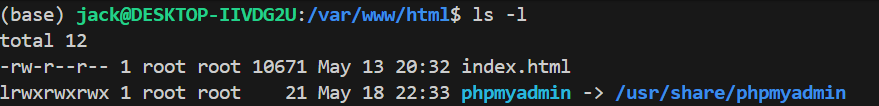 (base) jack@DESKTOP-IIVDG2U:/var/www/html$ ls -l
total 12
-rw-r--r-- 1 root root 10671 May 13 20:32 index.html
lrwxrwxrwx 1 root root    21 May 18 22:33 phpmyadmin -> /usr/share/phpmyadmin